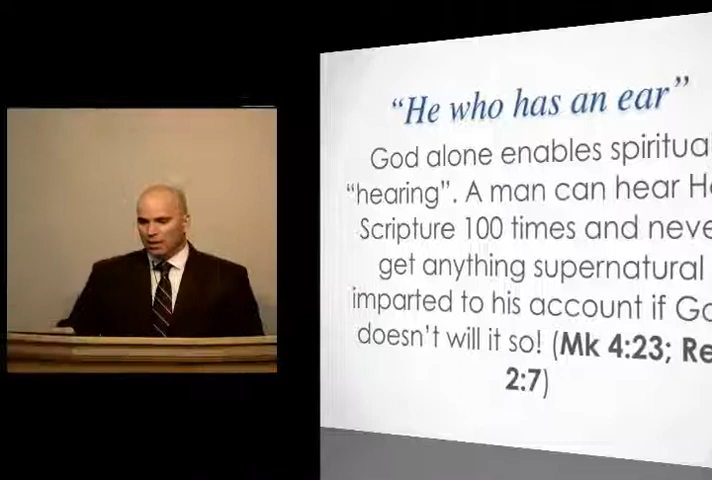 “He who has an ear”
God alone enables spiritua
“hearing”. A man can hear H
Scripture 100 times and neve
get anything supernatural
imparted to his account if G
doesn’t will it so! (Mk 4:23; Re
2:7)